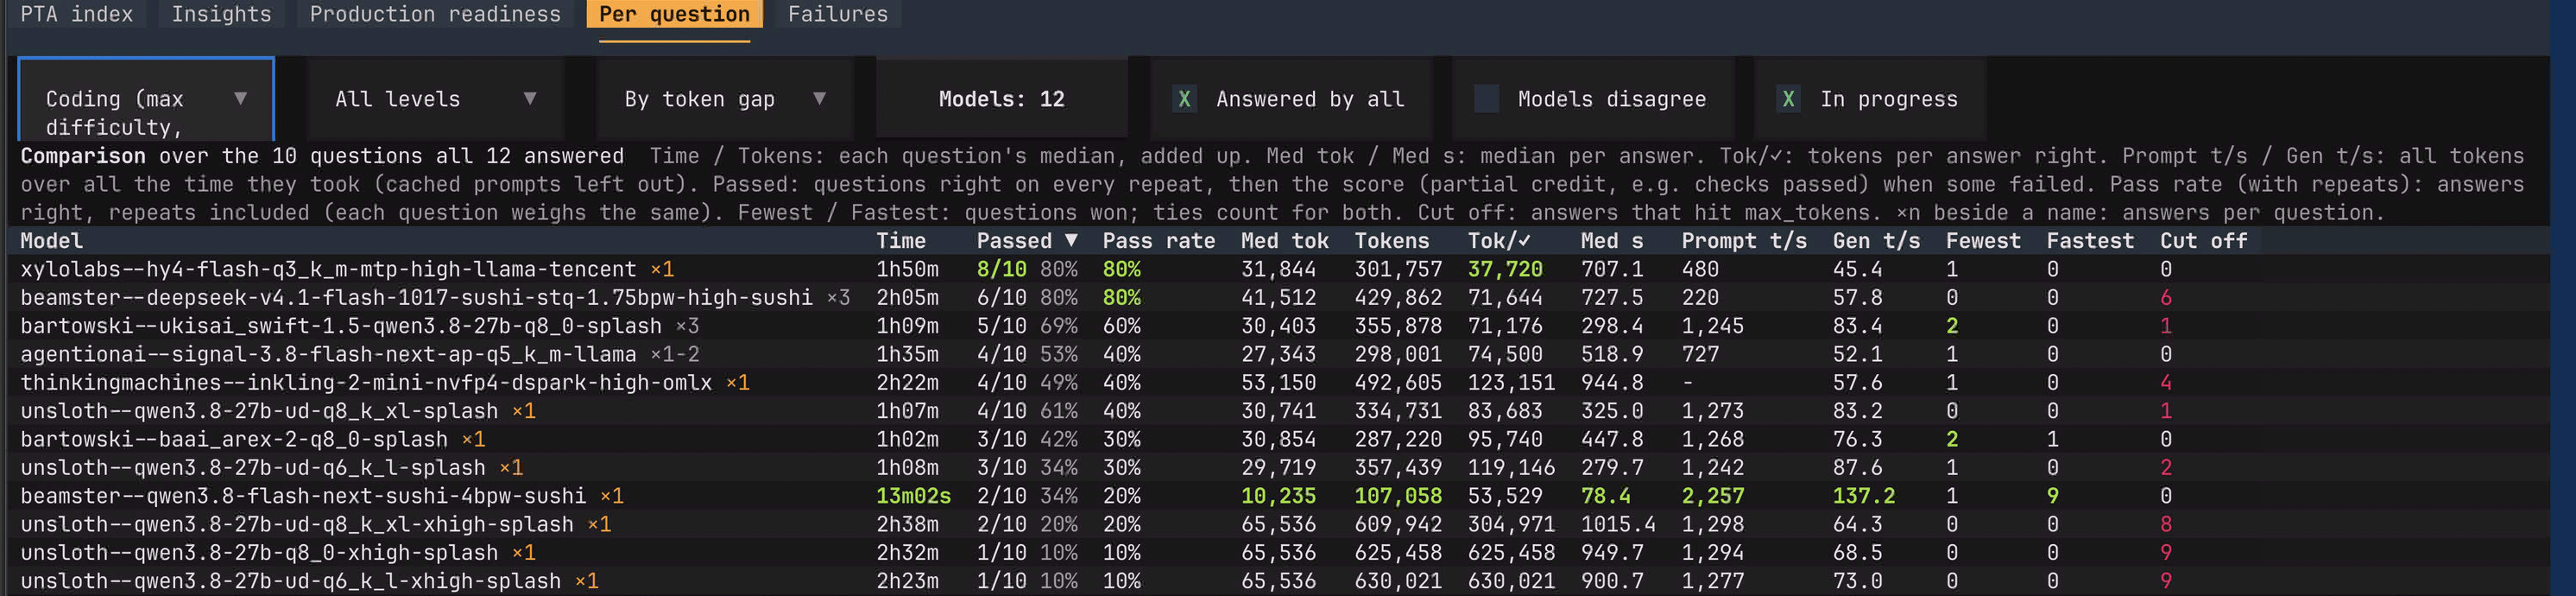 PTA index Insights Production readiness Per question Failures
Coding (max difficulty, ▼ All levels ▼ By token gap ▼ Models: 12 X Answered by all Models disagree X In progress
Comparison over the 10 questions all 12 answered Time / Tokens: each question's median, added up. Med tok / Med s: median per answer. Tok/✓: tokens per answer right. Prompt t/s / Gen t/s: all tokens
over all the time they took (cached prompts left out). Passed: questions right on every repeat, then the score (partial credit, e.g. checks passed) when some failed. Pass rate (with repeats): answers
right, repeats included (each question weighs the same). Fewest / Fastest: questions won; ties count for both. Cut off: answers that hit max_tokens. ×n beside a name: answers per question.
Model Time Passed ▼ Pass rate Med tok Tokens Tok/✓ Med s Prompt t/s Gen t/s Fewest Fastest Cut off
xylolabs--hy4-flash-q3_k_m-mtp-high-llama-tencent ×1 1h50m 8/10 80% 80% 31,844 301,757 37,720 707.1 480 45.4 1 0 0
beamster--deepseek-v4.1-flash-1017-sushi-stq-1.75bpw-high-sushi ×3 2h05m 6/10 80% 80% 41,512 429,862 71,644 727.5 220 57.8 0 0 6
bartowski--ukisai_swift-1.5-qwen3.8-27b-q8_0-splash ×3 1h09m 5/10 69% 60% 30,403 355,878 71,176 298.4 1,245 83.4 2 0 1
agentionai--signal-3.8-flash-next-ap-q5_k_m-llama ×1-2 1h35m 4/10 53% 40% 27,343 298,001 74,500 518.9 727 52.1 1 0 0
thinkingmachines--inkling-2-mini-nvfp4-dspark-high-omlx ×1 2h22m 4/10 49% 40% 53,150 492,605 123,151 944.8 - 57.6 1 0 4
unsloth--qwen3.8-27b-ud-q8_k_xl-splash ×1 1h07m 4/10 61% 40% 30,741 334,731 83,683 325.0 1,273 83.2 0 0 1
bartowski--baai_arex-2-q8_0-splash ×1 1h02m 3/10 42% 30% 30,854 287,220 95,740 447.8 1,268 76.3 2 1 0
unsloth--qwen3.8-27b-ud-q6_k_l-splash ×1 1h08m 3/10 34% 30% 29,719 357,439 119,146 279.7 1,242 87.6 1 0 2
beamster--qwen3.8-flash-next-sushi-4bpw-sushi ×1 13m02s 2/10 34% 20% 10,235 107,058 53,529 78.4 2,257 137.2 1 9 0
unsloth--qwen3.8-27b-ud-q8_k_xl-xhigh-splash ×1 2h38m 2/10 20% 20% 65,536 609,942 304,971 1015.4 1,298 64.3 0 0 8
unsloth--qwen3.8-27b-q8_0-xhigh-splash ×1 2h32m 1/10 10% 10% 65,536 625,458 625,458 949.7 1,294 68.5 0 0 9
unsloth--qwen3.8-27b-ud-q6_k_l-xhigh-splash ×1 2h23m 1/10 10% 10% 65,536 630,021 630,021 900.7 1,277 73.0 0 0 9